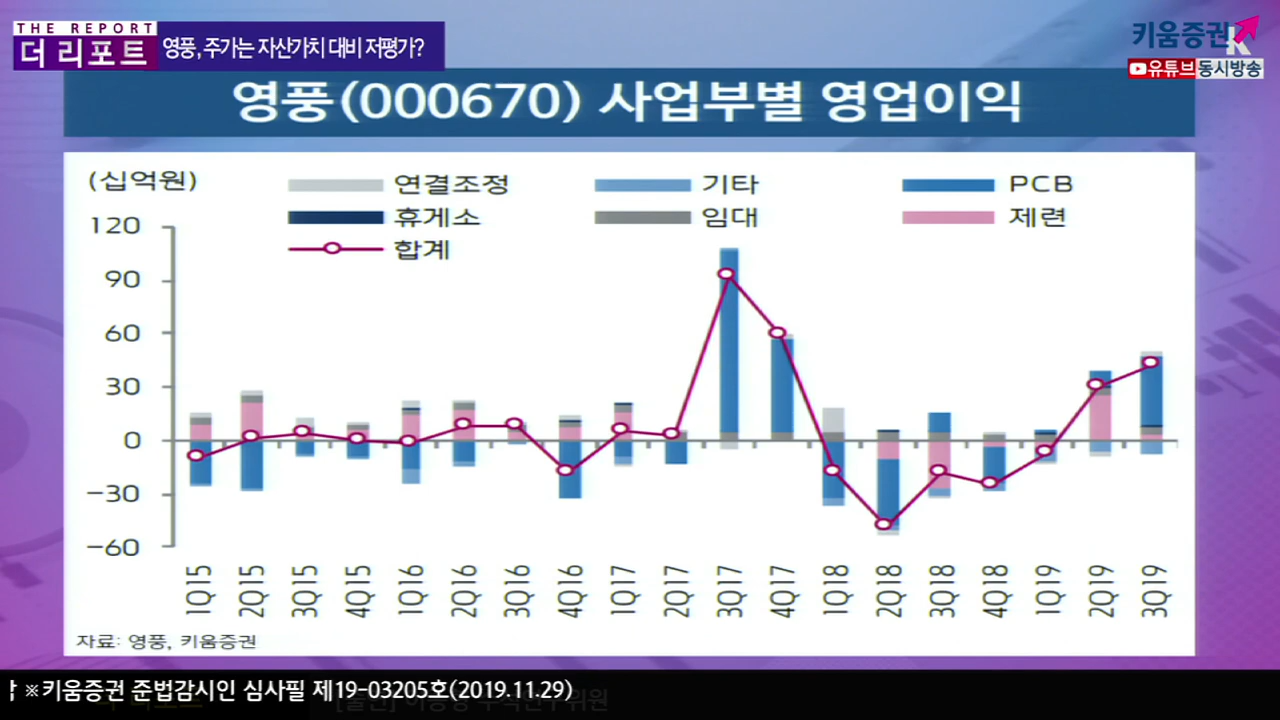 THE REPORT
더 리포트
영풍, 주가는 자산가치 대비 저평가?
키움증권
유튜브 동시방송
영풍(000670) 사업부별 영업이익
(십억원)
연결조정 기타 PCB
휴게소 임대 제련
합계
120
90
60
30
0
-30
-60
1Q15 2Q15 3Q15 4Q15 1Q16 2Q16 3Q16 4Q16 1Q17 2Q17 3Q17 4Q17 1Q18 2Q18 3Q18 4Q18 1Q19 2Q19 3Q19
자료: 영풍, 키움증권
※키움증권 준법감시인 심사필 제19-03205호(2019.11.29)